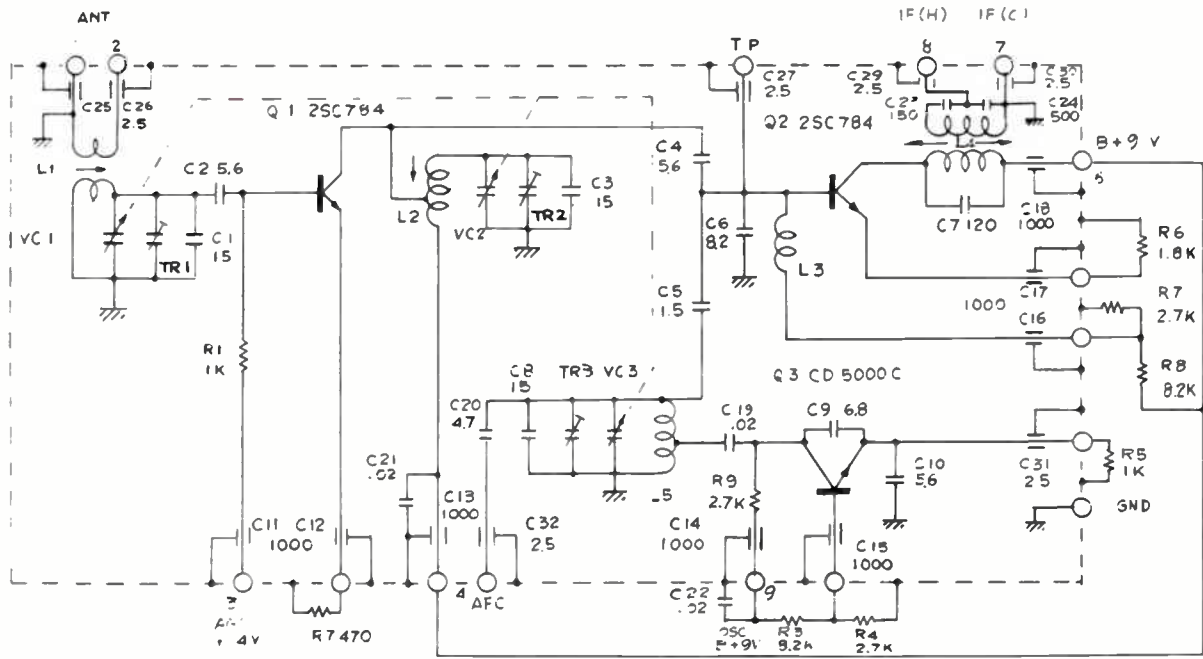 ANT
IF(H)
IF(C)
2
TP
8
7
C25
C26
2.5
C27
2.5
C29
2.5
2.5
150
C24
500
Q1 2SC784
Q2 2SC784
B+9 V
L1
C2 5.6
C4
5.6
L4
VC1
TR1
C1
15
L2
VC2
TR2
C3
15
C6
8.2
L3
C7 120
C18
1000
R6
1.8K
C17
1000
C16
R7
2.7K
R1
1K
C5
1.5
R8
8.2K
C20
4.7
C8
15
TR3 VC3
Q3 CD 5000C
C19
.02
C9 6.8
C21
.02
C13
1000
R9
2.7K
C10
5.6
C31
2.5
R5
1K
C11
C12
1000
C32
2.5
C14
1000
C15
1000
GND
4
AFC
9
C22
.02
R7 470
R3
8.2K
R4
2.7K